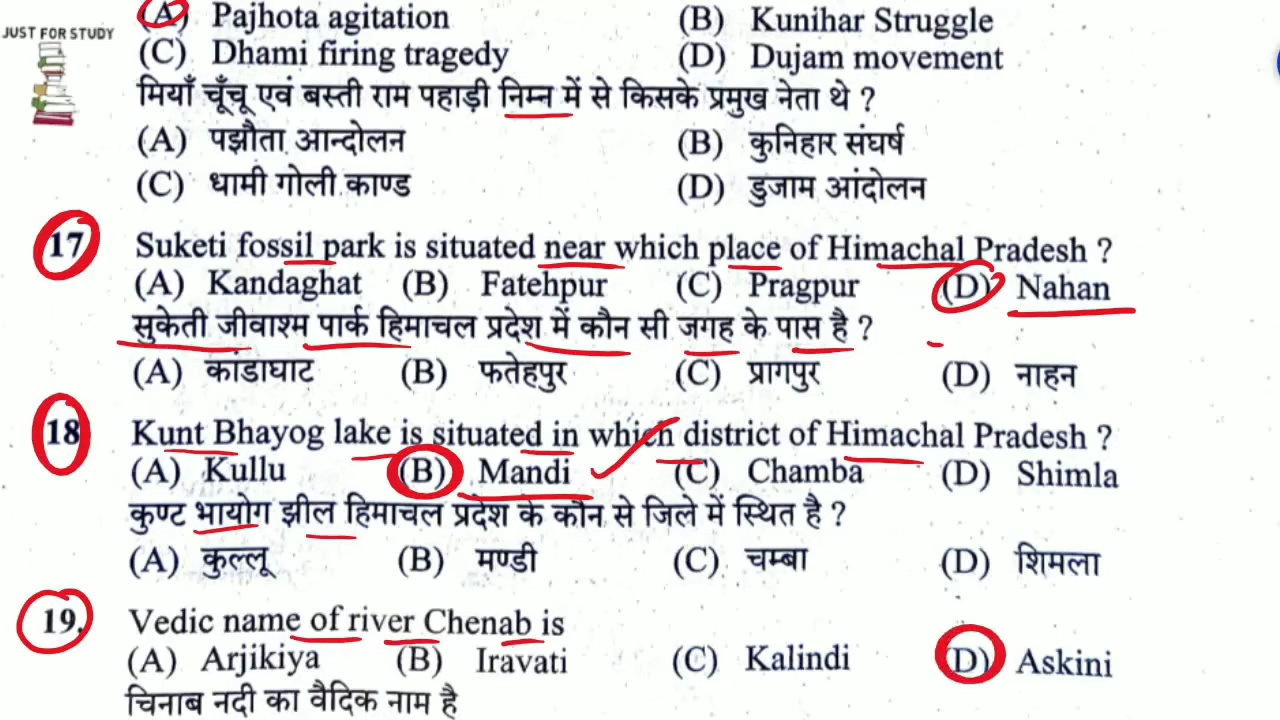 JUST FOR STUDY
(A) Pajhota agitation (B) Kunihar Struggle
(C) Dhami firing tragedy (D) Dujam movement
मियाँ चूँचू एवं बस्ती राम पहाड़ी निम्न में से किसके प्रमुख नेता थे ?
(A) पझौता आन्दोलन (B) कुनिहार संघर्ष
(C) धामी गोली काण्ड (D) डुजाम आंदोलन
17 Suketi fossil park is situated near which place of Himachal Pradesh ?
(A) Kandaghat (B) Fatehpur (C) Pragpur (D) Nahan
सुकेती जीवाश्म पार्क हिमाचल प्रदेश में कौन सी जगह के पास है ?
(A) कांडाघाट (B) फतेहपुर (C) प्रागपुर (D) नाहन
18 Kunt Bhayog lake is situated in which district of Himachal Pradesh ?
(A) Kullu (B) Mandi (C) Chamba (D) Shimla
कुण्ट भायोग झील हिमाचल प्रदेश के कौन से जिले में स्थित है ?
(A) कुल्लू (B) मण्डी (C) चम्बा (D) शिमला
19. Vedic name of river Chenab is
(A) Arjikiya (B) Iravati (C) Kalindi (D) Askini
चिनाब नदी का वैदिक नाम है